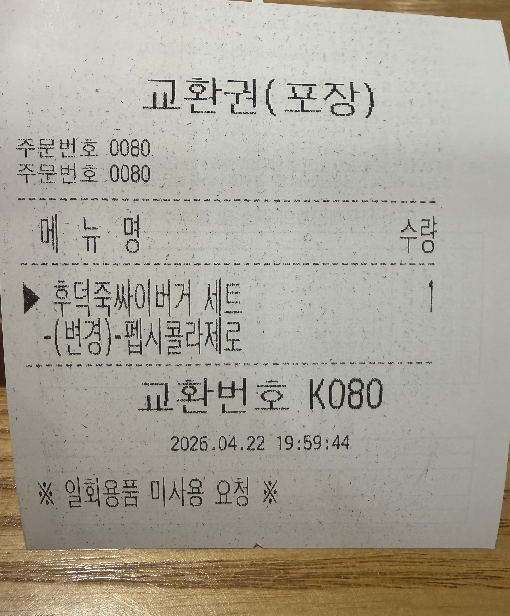 교환권(포장)
주문번호 0080
주문번호 0080
메 뉴 명 수량
▶ 후덕죽싸이버거 세트 1
-(변경)-펩시콜라제로
교환번호 K080
2026.04.22 19:59:44
※ 일회용품 미사용 요청 ※